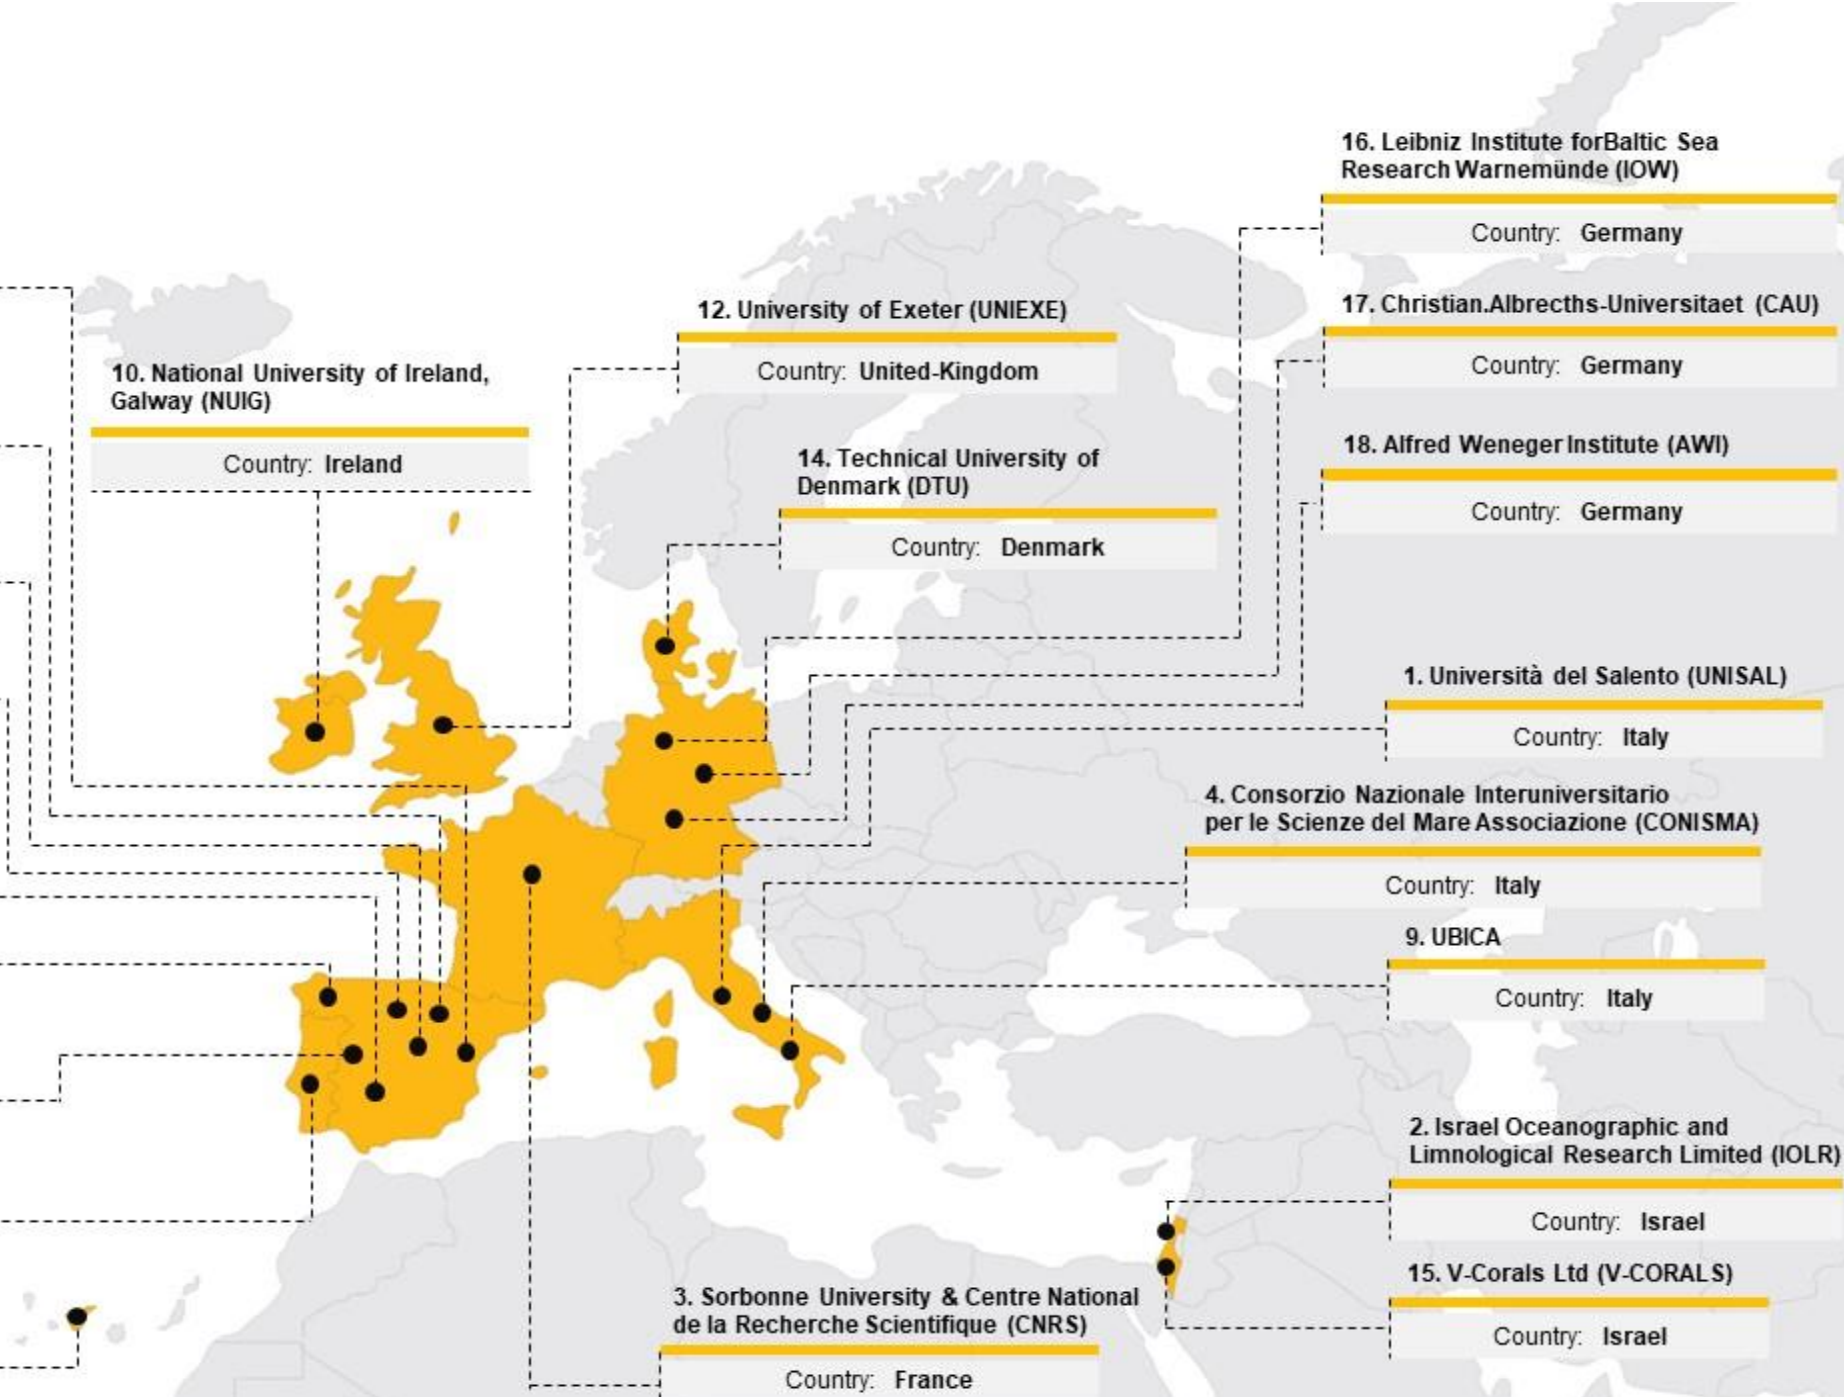 16. Leibniz Institute forBaltic Sea
Research Warnemünde (IOW)
Country: Germany
12. University of Exeter (UNIEXE)
Country: United-Kingdom
17. Christian.Albrecths-Universitaet (CAU)
Country: Germany
10. National University of Ireland,
Galway (NUIG)
Country: Ireland
14. Technical University of
Denmark (DTU)
Country: Denmark
18. Alfred Weneger Institute (AWI)
Country: Germany
1. Università del Salento (UNISAL)
Country: Italy
4. Consorzio Nazionale Interuniversitario
per le Scienze del Mare Associazione (CONISMA)
Country: Italy
9. UBICA
Country: Italy
2. Israel Oceanographic and
Limnological Research Limited (IOLR)
Country: Israel
15. V-Corals Ltd (V-CORALS)
Country: Israel
3. Sorbonne University & Centre National
de la Recherche Scientifique (CNRS)
Country: France